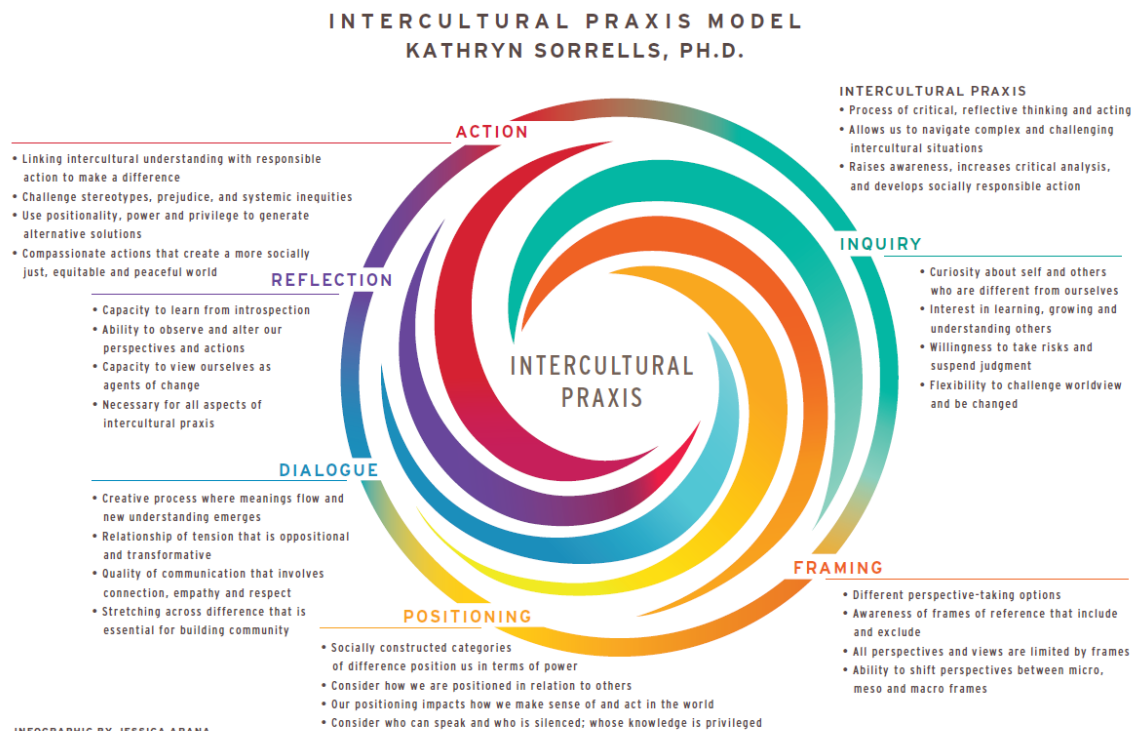 INTERCULTURAL PRAXIS MODEL
KATHRYN SORRELLS, PH.D.
INTERCULTURAL PRAXIS
• Process of critical, reflective thinking and acting
• Allows us to navigate complex and challenging
intercultural situations
• Raises awareness, increases critical analysis,
and develops socially responsible action
ACTION
• Linking intercultural understanding with responsible
action to make a difference
• Challenge stereotypes, prejudice, and systemic inequities
• Use positionality, power and privilege to generate
alternative solutions
• Compassionate actions that create a more socially
just, equitable and peaceful world
INQUIRY
• Curiosity about self and others
who are different from ourselves
• Interest in learning, growing and
understanding others
• Willingness to take risks and
suspend judgment
• Flexibility to challenge worldview
and be changed
REFLECTION
• Capacity to learn from introspection
• Ability to observe and alter our
perspectives and actions
• Capacity to view ourselves as
agents of change
• Necessary for all aspects of
intercultural praxis
INTERCULTURAL
PRAXIS
DIALOGUE
• Creative process where meanings flow and
new understanding emerges
• Relationship of tension that is oppositional
and transformative
• Quality of communication that involves
connection, empathy and respect
• Stretching across difference that is
essential for building community
FRAMING
• Different perspective-taking options
• Awareness of frames of reference that include
and exclude
• All perspectives and views are limited by frames
• Ability to shift perspectives between micro,
meso and macro frames
POSITIONING
• Socially constructed categories
of difference position us in terms of power
• Consider how we are positioned in relation to others
• Our positioning impacts how we make sense of and act in the world
• Consider who can speak and who is silenced; whose knowledge is privileged
INFOGRAPHIC BY JESSICA ARANA